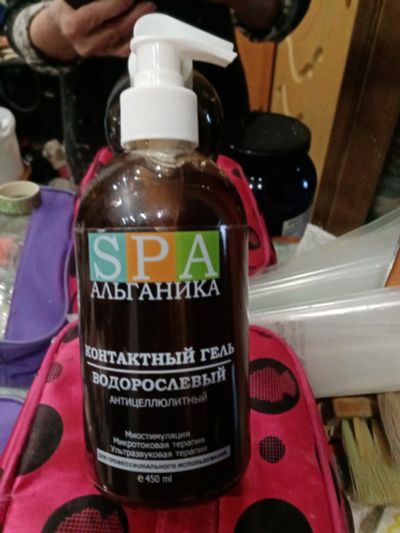 SPA
АЛЬГАНИКА
КОНТАКТНЫЙ ГЕЛЬ
ВОДОРОСЛЕВЫЙ
АНТИЦЕЛЛЮЛИТНЫЙ
Миостимуляция
Микротоковая терапия
Ультразвуковая терапия
для профессионального использования
℮ 450 ml